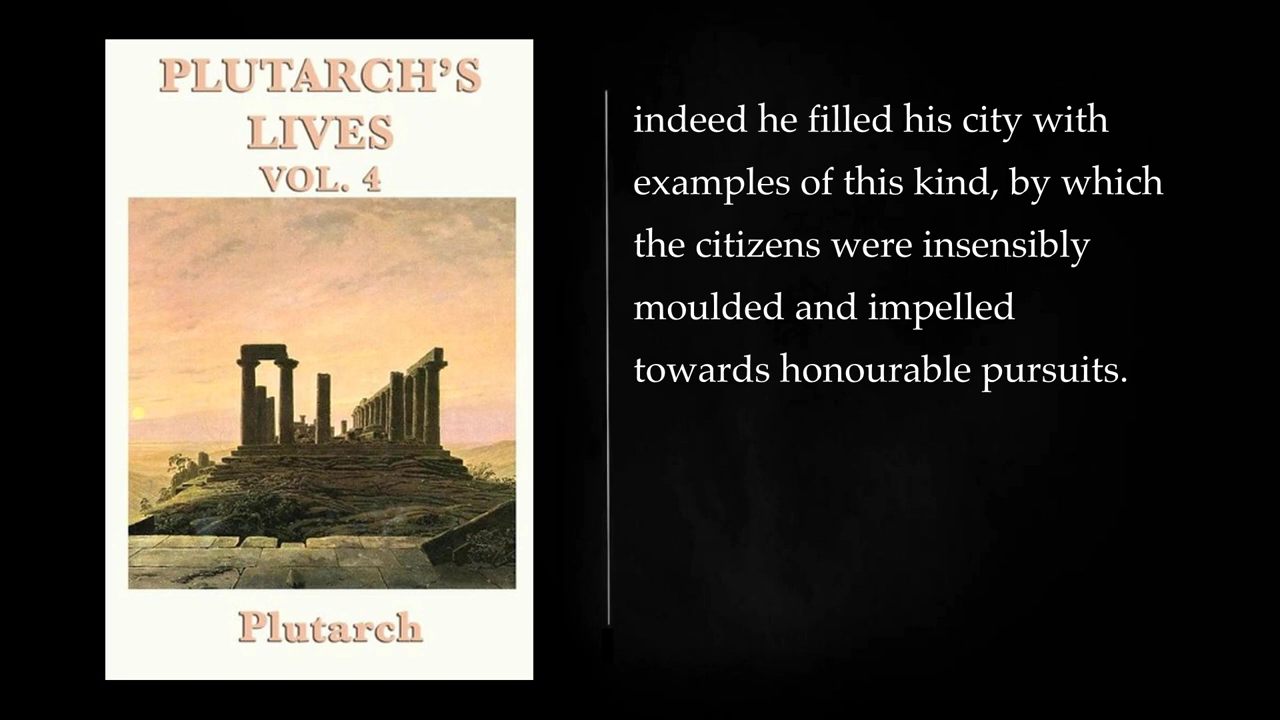 PLUTARCH'S
LIVES
VOL. 4
Plutarch
indeed he filled his city with
examples of this kind, by which
the citizens were insensibly
moulded and impelled
towards honourable pursuits.